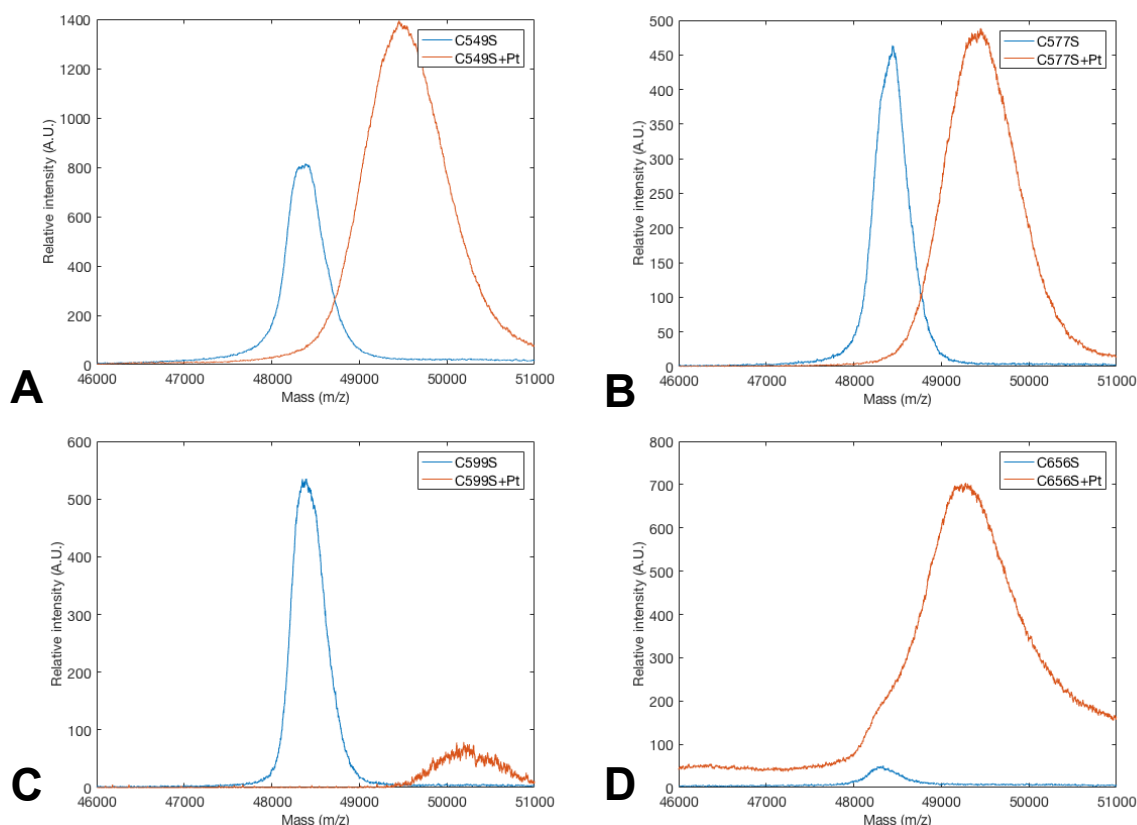 1400
1200
1000
800
600
400
200
0
Relative intensity (A.U.)
C549S
C549S+Pt
46000 47000 48000 49000 50000 51000
Mass (m/z)
A
500
450
400
350
300
250
200
150
100
50
0
Relative intensity (A.U.)
C577S
C577S+Pt
46000 47000 48000 49000 50000 51000
Mass (m/z)
B
600
500
400
300
200
100
0
Relative intensity (A.U.)
C599S
C599S+Pt
46000 47000 48000 49000 50000 51000
Mass (m/z)
C
800
700
600
500
400
300
200
100
0
Relative intensity (A.U.)
C656S
C656S+Pt
46000 47000 48000 49000 50000 51000
Mass (m/z)
D